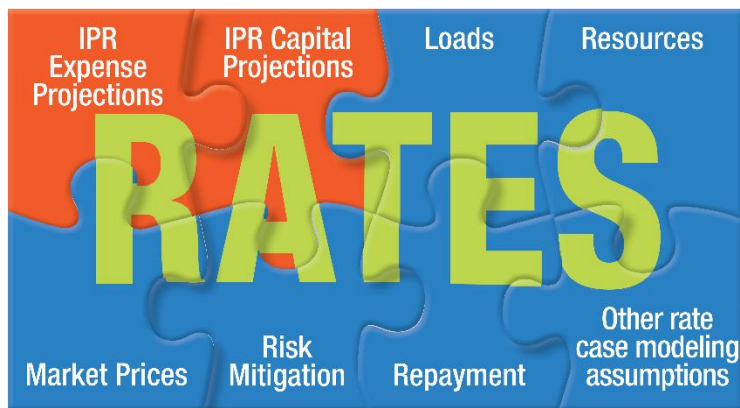 IPR
Expense
Projections
IPR Capital
Projections
Loads
Resources
RATES
Market Prices
Risk
Mitigation
Repayment
Other rate
case modeling
assumptions